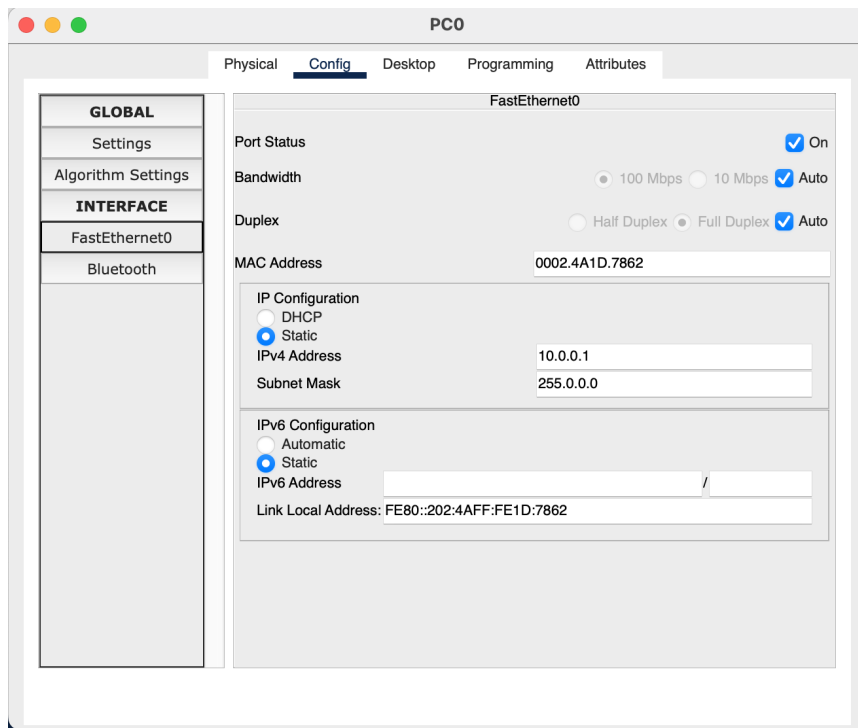 PC0
Physical Config Desktop Programming Attributes
GLOBAL
Settings
Algorithm Settings
INTERFACE
FastEthernet0
Bluetooth
FastEthernet0
Port Status On
Bandwidth 100 Mbps 10 Mbps Auto
Duplex Half Duplex Full Duplex Auto
MAC Address 0002.4A1D.7862
IP Configuration
DHCP
Static
IPv4 Address 10.0.0.1
Subnet Mask 255.0.0.0
IPv6 Configuration
Automatic
Static
IPv6 Address /
Link Local Address: FE80::202:4AFF:FE1D:7862